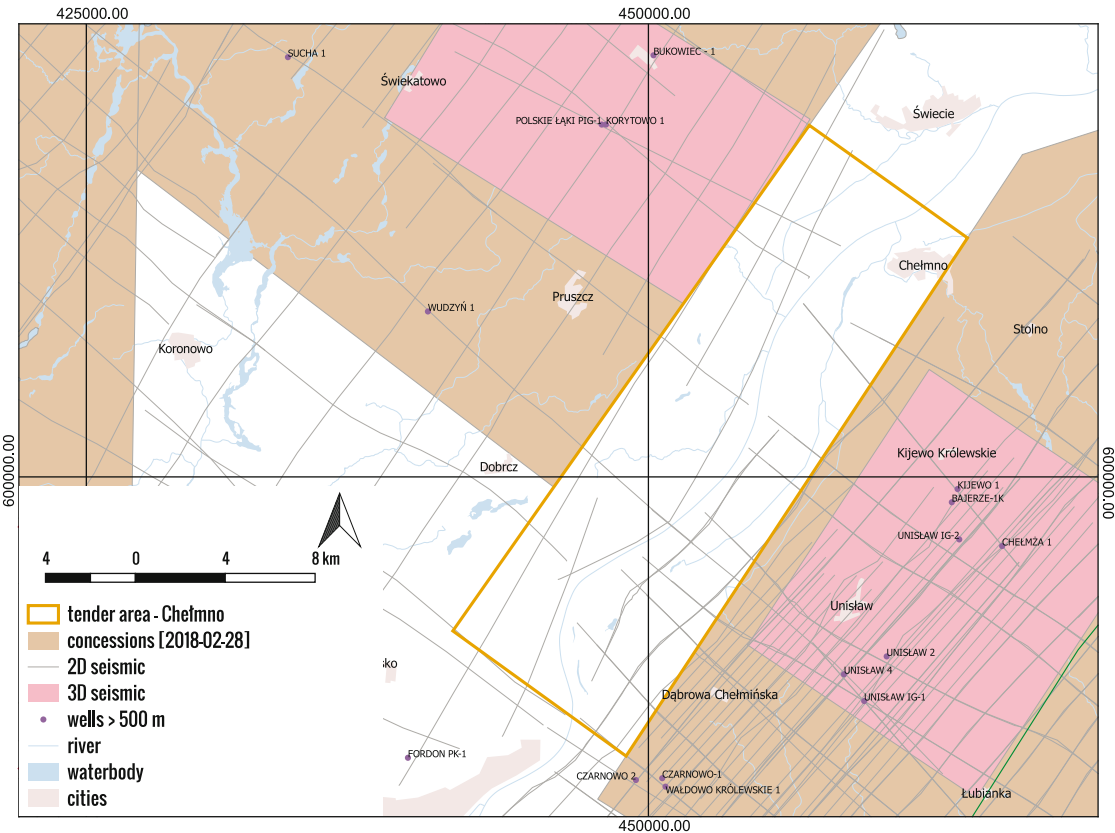 425000.00
450000.00
SUCHA 1
BUKOWIEC - 1
Świekatowo
POLSKIE ŁĄKI PIG-1 KORYTOWO 1
Świecie
Chełmno
Pruszcz
WUDZYŃ 1
Stolno
Koronowo
Kijewo Królewskie
Dobrcz
600000.00
600000.00
KIJEWO 1
BAJERZE-1K
UNISŁAW IG-2
CHEŁMŻA 1
Unisław
UNISŁAW 2
UNISŁAW 4
UNISŁAW IG-1
sko
Dąbrowa Chełmińska
FORDON PK-1
CZARNOWO 2
CZARNOWO-1
WAŁDOWO KRÓLEWSKIE 1
Łubianka
4 0 4 8 km
tender area - Chełmno
concessions [2018-02-28]
2D seismic
3D seismic
wells > 500 m
river
waterbody
cities
450000.00